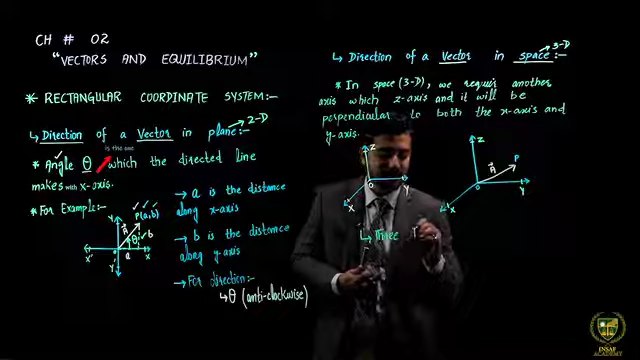 CH # 02
"VECTORS AND EQUILIBRIUM"
* RECTANGULAR COORDINATE SYSTEM:-
↳ Direction of a Vector in plane:- → 2-D
is the one
* Angle θ which the directed line
makes with x-axis.
* For Example:-
Y
P(a,b)
A
θ
b
X'
a
X
Y'
→ a is the distance
along x-axis
→ b is the distance
along y-axis
→ For direction:-
↳ θ (anti-clockwise)
↳ Direction of a Vector in space:- → 3-D
* In space (3-D), we require another
axis which z-axis and it will be
perpendicular to both the x-axis and
y-axis.
Z
O
Y
X
Z
A
P
O
Y
X
↳ Three
INSAF
ACADEMY